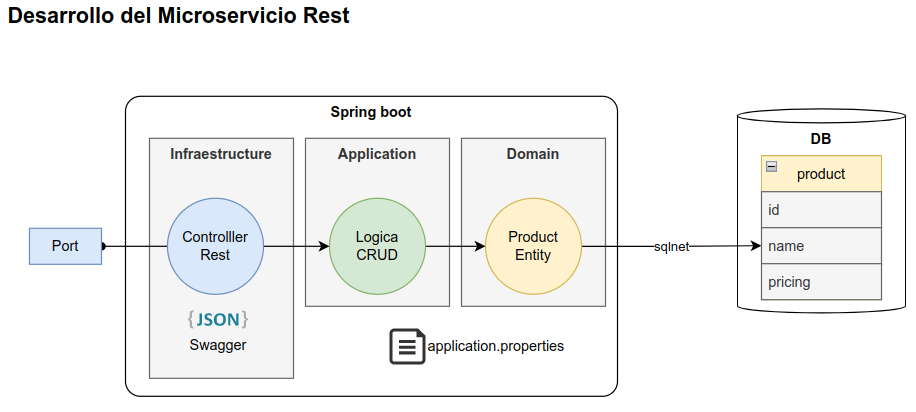 Desarrollo del Microservicio Rest
Spring boot
Infraestructure
Application
Domain
DB
product
id
name
pricing
Port
Controlller
Rest
Logica
CRUD
Product
Entity
sqlnet
{JSON}
Swagger
application.properties